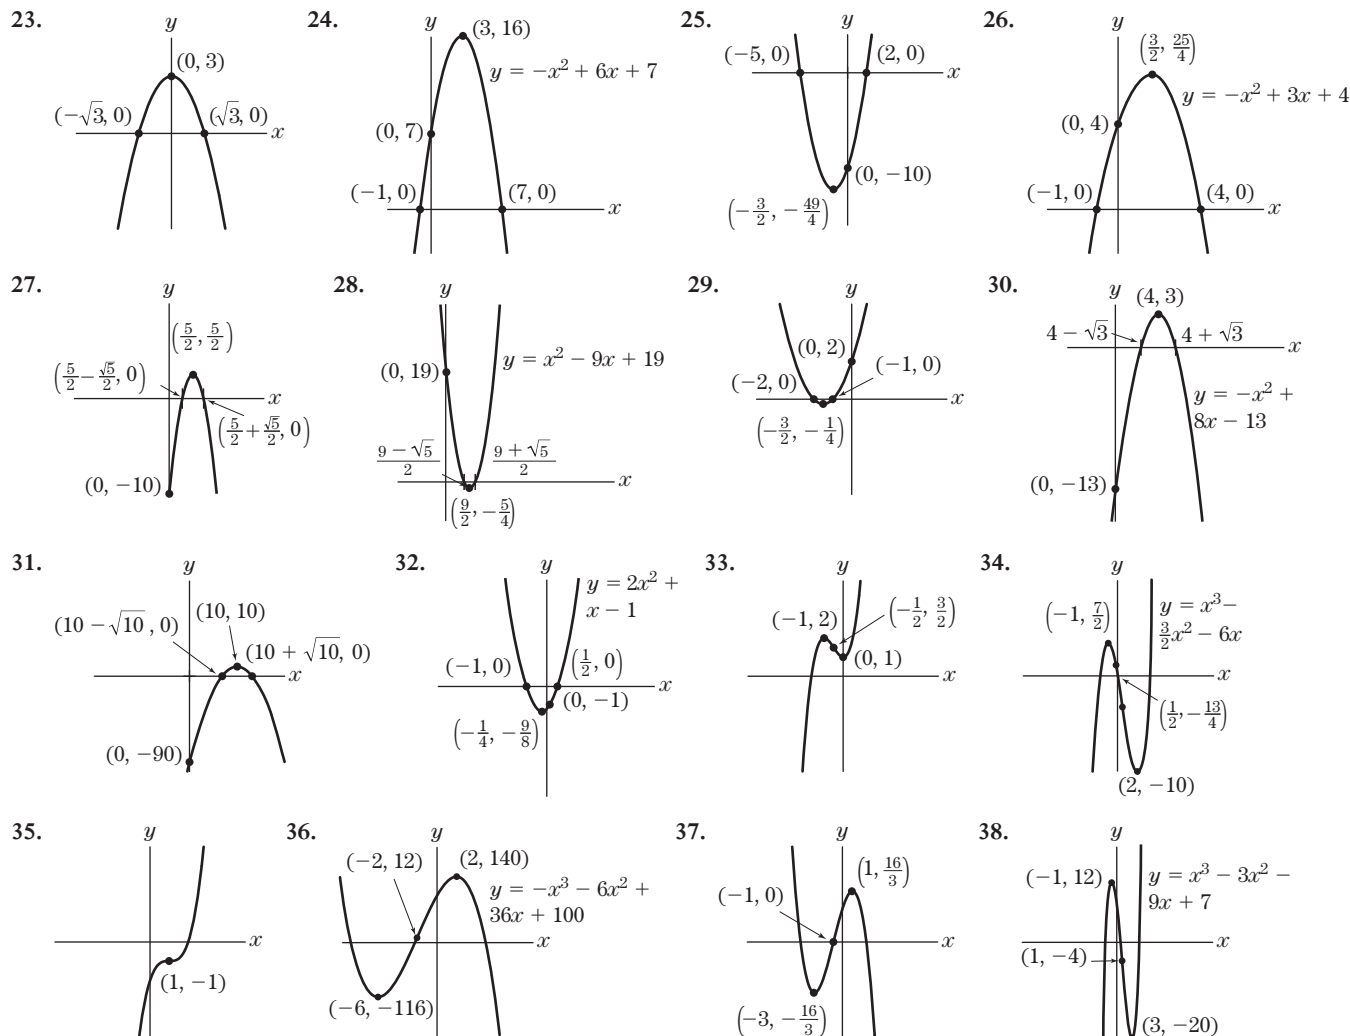 23.
y
(0, 3)
(−√3, 0)
(√3, 0)
x
24.
y
(3, 16)
y = −x² + 6x + 7
(0, 7)
(−1, 0)
(7, 0)
x
25.
y
(−5, 0)
(2, 0)
x
(0, −10)
(−3/2, −49/4)
26.
y
(3/2, 25/4)
y = −x² + 3x + 4
(0, 4)
(−1, 0)
(4, 0)
x
27.
y
(5/2, 5/2)
(5/2 − √5/2, 0)
x
(5/2 + √5/2, 0)
(0, −10)
28.
y
y = x² − 9x + 19
(0, 19)
9 − √5
2
9 + √5
2
x
(9/2, −5/4)
29.
y
(0, 2)
(−1, 0)
(−2, 0)
x
(−3/2, −1/4)
30.
y
(4, 3)
4 − √3
4 + √3
x
y = −x² +
8x − 13
(0, −13)
31.
y
(10, 10)
(10 − √10, 0)
(10 + √10, 0)
x
(0, −90)
32.
y
y = 2x² +
x − 1
(−1, 0)
(1/2, 0)
x
(0, −1)
(−1/4, −9/8)
33.
y
(−1, 2)
(−1/2, 3/2)
(0, 1)
x
34.
y
(−1, 7/2)
y = x³ −
3/2x² − 6x
x
(1/2, −13/4)
(2, −10)
35.
y
x
(1, −1)
36.
y
(−2, 12)
(2, 140)
y = −x³ − 6x² +
36x + 100
x
(−6, −116)
37.
y
(1, 16/3)
(−1, 0)
x
(−3, −16/3)
38.
y
(−1, 12)
y = x³ − 3x² −
9x + 7
x
(1, −4)
(3, −20)